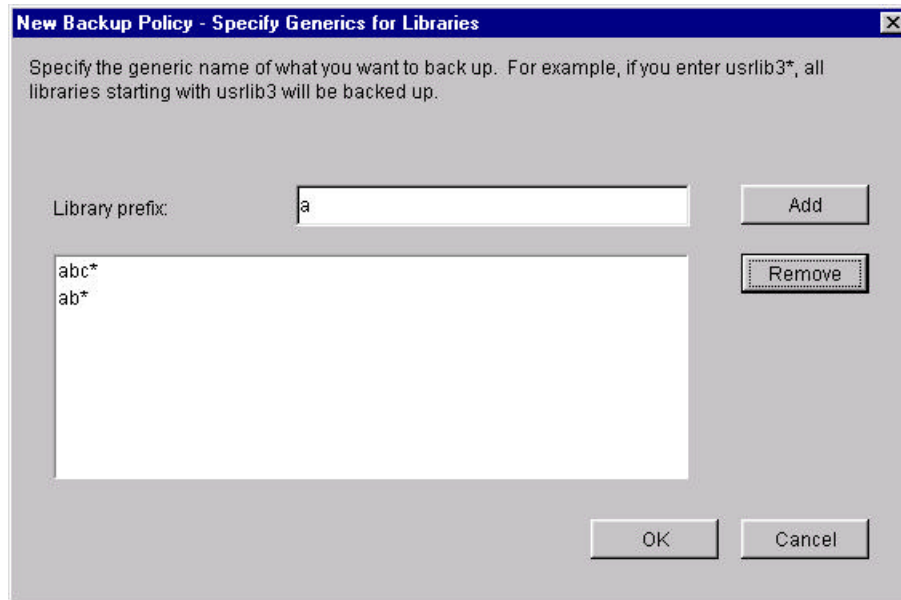 New Backup Policy - Specify Generics for Libraries
Specify the generic name of what you want to back up. For example, if you enter usrlib3*, all
libraries starting with usrlib3 will be backed up.
Library prefix:
a
Add
abc*
ab*
Remove
OK
Cancel